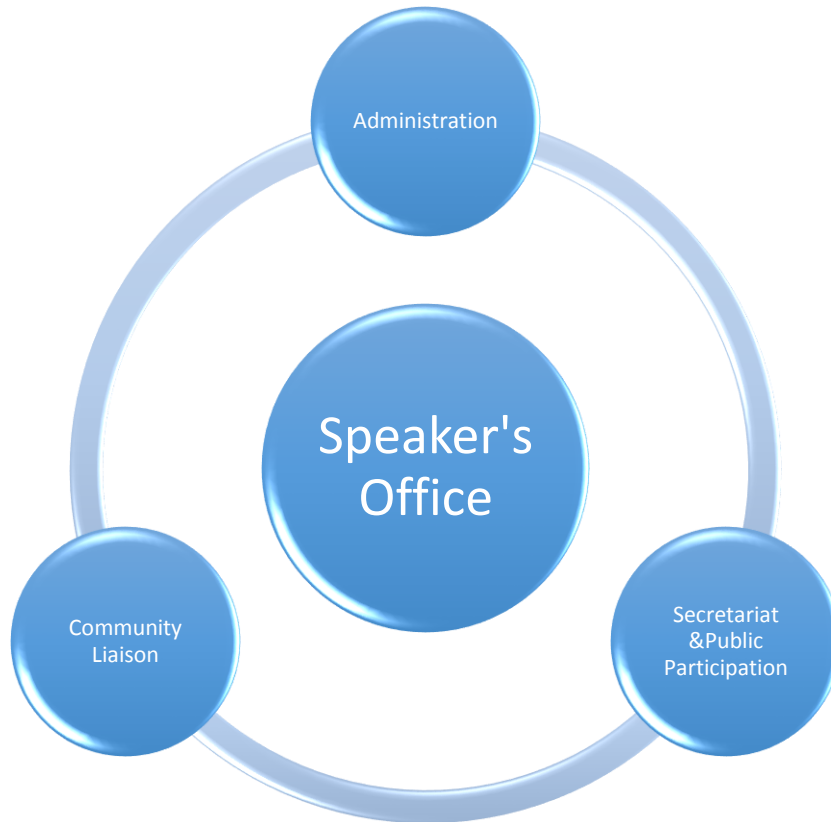 Administration
Speaker's
Office
Community
Liaison
Secretariat
&Public
Participation